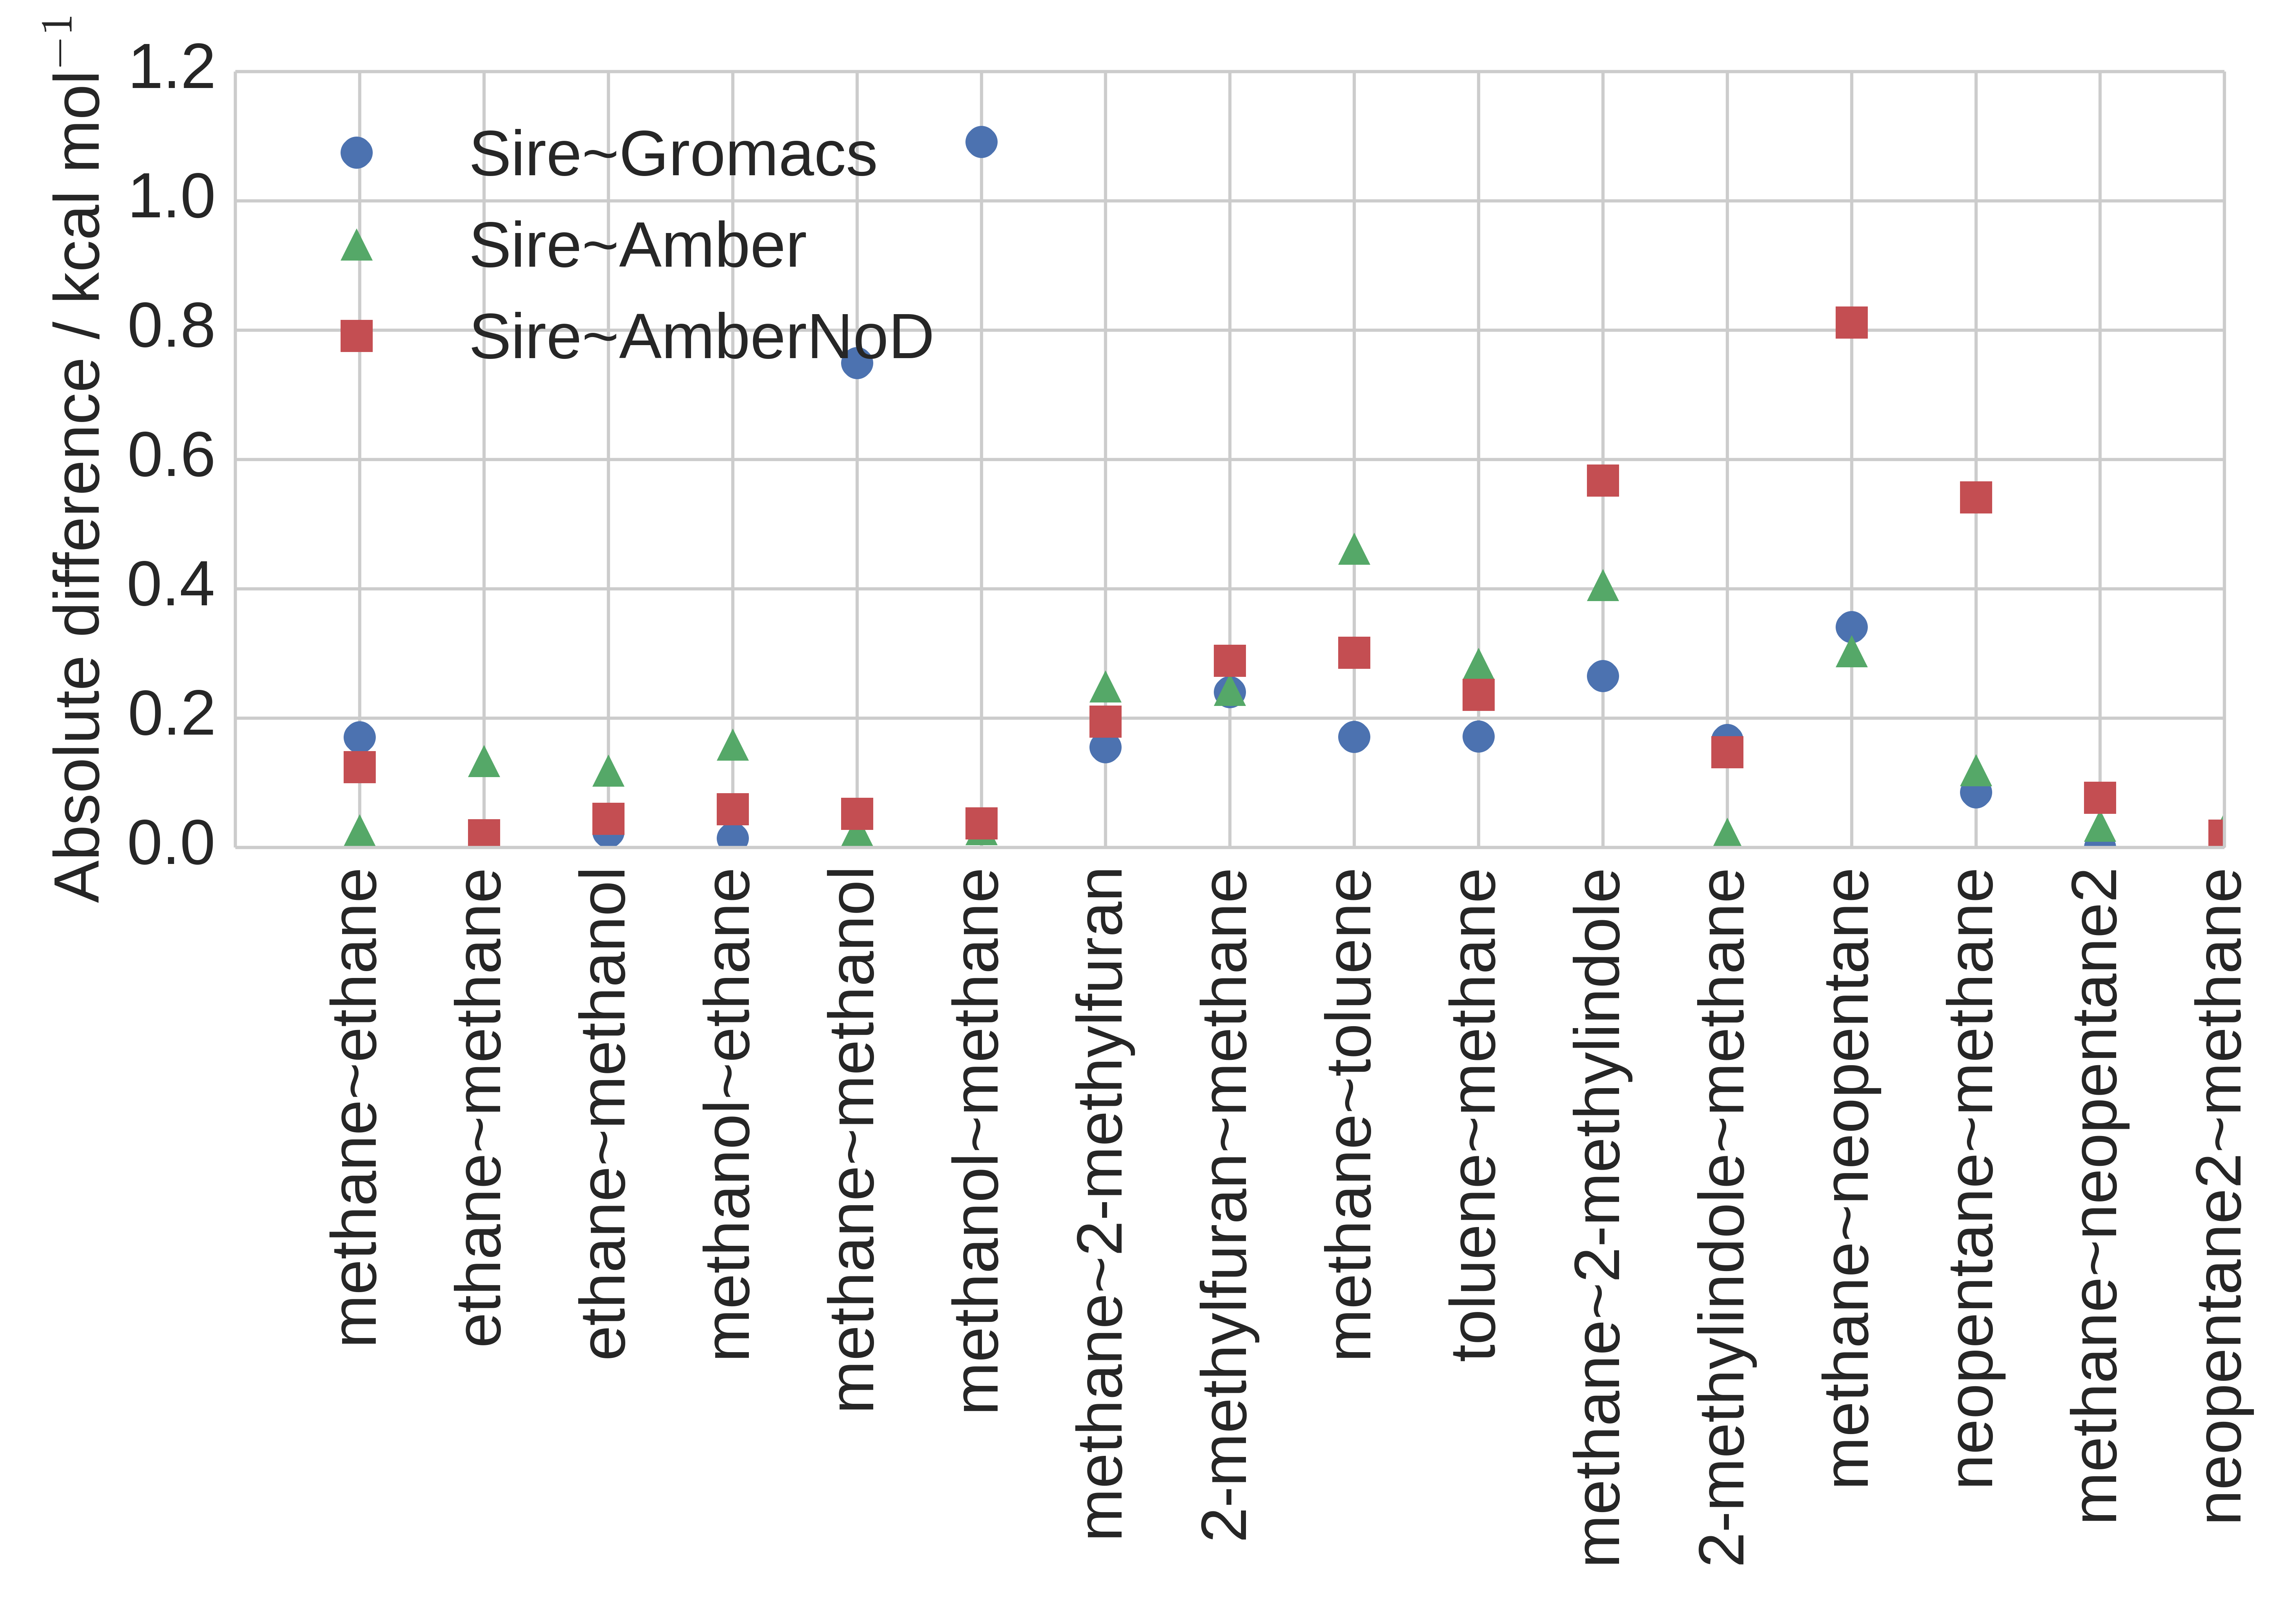 Absolute difference / kcal mol⁻¹
1.2
1.0
0.8
0.6
0.4
0.2
0.0
Sire~Gromacs
Sire~Amber
Sire~AmberNoD
methane~ethane
ethane~methane
ethane~methanol
methanol~ethane
methane~methanol
methanol~methane
methane~2-methylfuran
2-methylfuran~methane
methane~toluene
toluene~methane
methane~2-methylindole
2-methylindole~methane
methane~neopentane
neopentane~methane
methane~neopentane2
neopentane2~methane